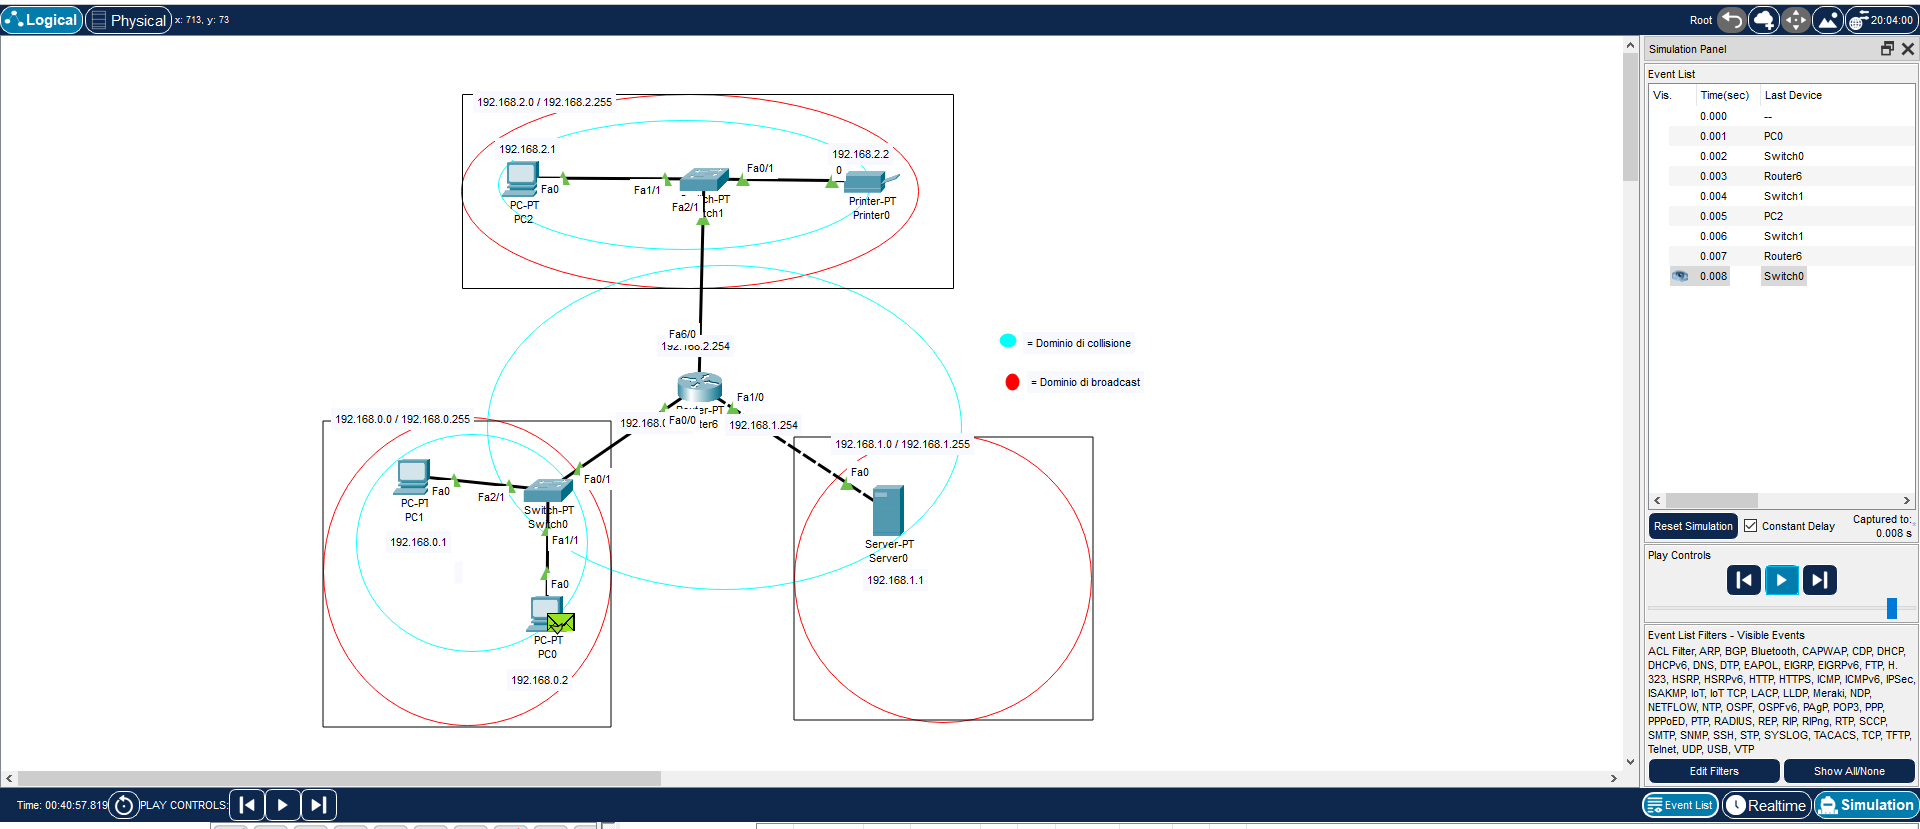 Logical
Physical
x: 713, y: 73
Root
20:04:00
192.168.2.0 / 192.168.2.255
192.168.2.1
192.168.2.2
Fa0
Fa1/1
Fa0/1
0
Fa2/1
PC-PT
PC2
Printer-PT
Printer0
Fa6/0
192.168.2.254
Fa0/0
Fa1/0
192.168.1.254
= Dominio di collisione
= Dominio di broadcast
192.168.0.0 / 192.168.0.255
Fa0
Fa2/1
Fa0/1
PC-PT
PC1
192.168.0.1
Switch-PT
Switch0
Fa1/1
Fa0
PC-PT
PC0
192.168.0.2
192.168.1.0 / 192.168.1.255
Fa0
Server-PT
Server0
192.168.1.1
Simulation Panel
Event List
Vis. Time(sec) Last Device
0.000 --
0.001 PC0
0.002 Switch0
0.003 Router6
0.004 Switch1
0.005 PC2
0.006 Switch1
0.007 Router6
0.008 Switch0
Reset Simulation
Constant Delay
Captured to:
0.008 s
Play Controls
Event List Filters - Visible Events
ACL Filter, ARP, BGP, Bluetooth, CAPWAP, CDP, DHCP,
DHCPv6, DNS, DTP, EAPOL, EIGRP, EIGRPv6, FTP, H.
323, HSRP, HSRPv6, HTTP, HTTPS, ICMP, ICMPv6, IPSec,
ISAKMP, IoT, IoT TCP, LACP, LLDP, Meraki, NDP,
NETFLOW, NTP, OSPF, OSPFv6, PAgP, POP3, PPP,
PPPoED, PTP, RADIUS, REP, RIP, RIPng, RTP, SCCP,
SMTP, SNMP, SSH, STP, SYSLOG, TACACS, TCP, TFTP,
Telnet, UDP, USB, VTP
Edit Filters
Show All/None
Time: 00:40:57.819
PLAY CONTROLS:
Event List
Realtime
Simulation